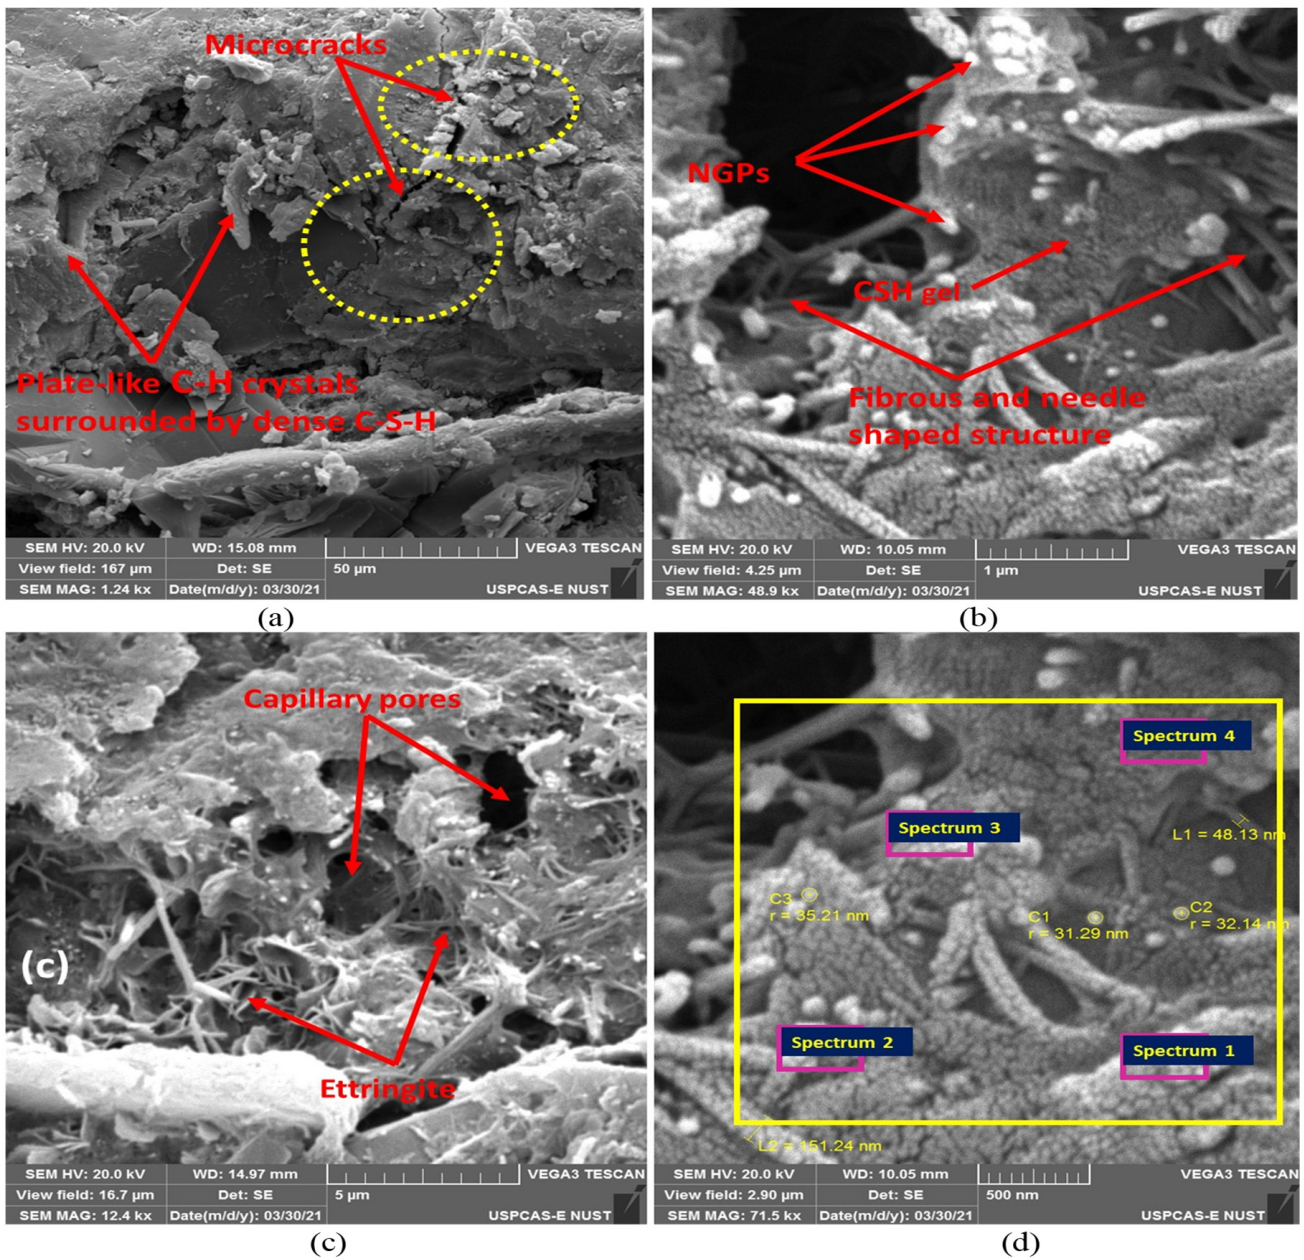 Microcracks
Plate-like C-H crystals
surrounded by dense C-S-H
SEM HV: 20.0 kV
WD: 15.08 mm
VEGA3 TESCAN
View field: 167 µm
Det: SE
50 µm
SEM MAG: 1.24 kx
Date(m/d/y): 03/30/21
USPCAS-E NUST
(a)
NGPs
CSH gel
Fibrous and needle
shaped structure
SEM HV: 20.0 kV
WD: 10.05 mm
VEGA3 TESCAN
View field: 4.25 µm
Det: SE
1 µm
SEM MAG: 48.9 kx
Date(m/d/y): 03/30/21
USPCAS-E NUST
(b)
Capillary pores
(c)
Ettringite
SEM HV: 20.0 kV
WD: 14.97 mm
VEGA3 TESCAN
View field: 16.7 µm
Det: SE
5 µm
SEM MAG: 12.4 kx
Date(m/d/y): 03/30/21
USPCAS-E NUST
(c)
Spectrum 4
Spectrum 3
L1 = 48.13 nm
C3
r = 35.21 nm
C1
r = 31.29 nm
C2
r = 32.14 nm
Spectrum 2
Spectrum 1
L2 = 151.24 nm
SEM HV: 20.0 kV
WD: 10.05 mm
VEGA3 TESCAN
View field: 2.90 µm
Det: SE
500 nm
SEM MAG: 71.5 kx
Date(m/d/y): 03/30/21
USPCAS-E NUST
(d)